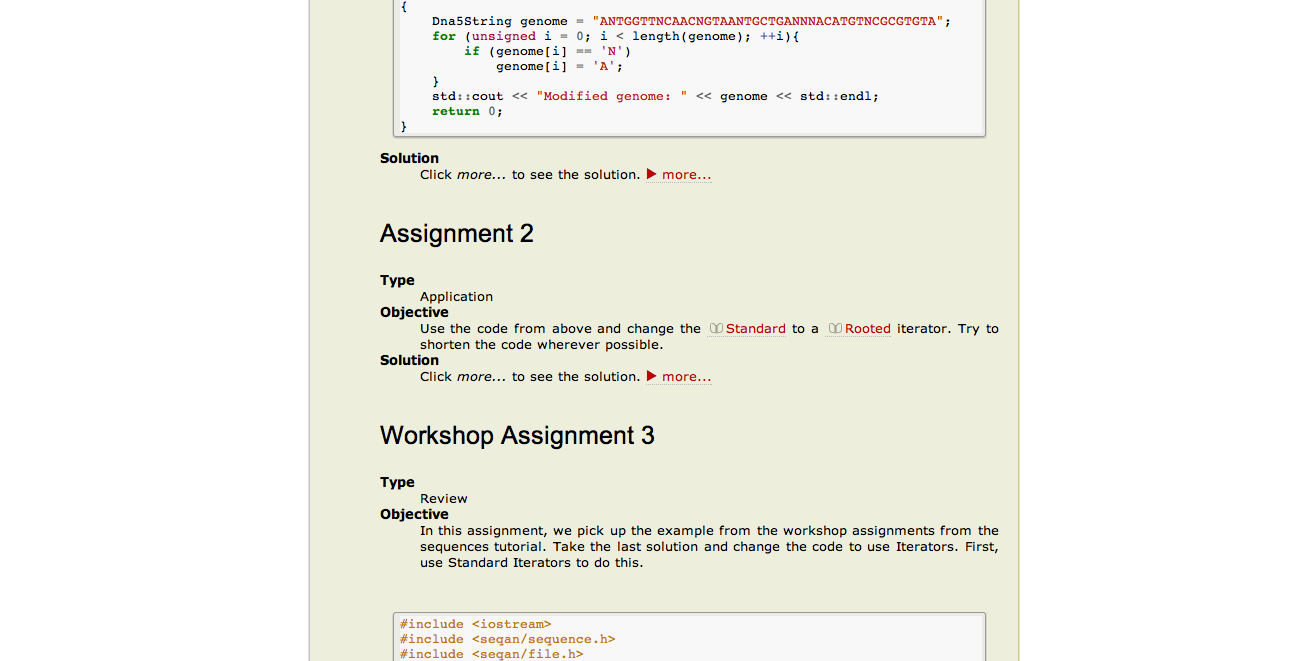 {
    Dna5String genome = "ANTGGTTNCAACNGTAANTGCTGANNNACATGTNCGCGTGTA";
    for (unsigned i = 0; i < length(genome); ++i){
        if (genome[i] == 'N')
            genome[i] = 'A';
    }
    std::cout << "Modified genome: " << genome << std::endl;
    return 0;
}
Solution
Click more... to see the solution. ▶ more...
Assignment 2
Type
Application
Objective
Use the code from above and change the Standard to a Rooted iterator. Try to
shorten the code wherever possible.
Solution
Click more... to see the solution. ▶ more...
Workshop Assignment 3
Type
Review
Objective
In this assignment, we pick up the example from the workshop assignments from the
sequences tutorial. Take the last solution and change the code to use Iterators. First,
use Standard Iterators to do this.
#include <iostream>
#include <seqan/sequence.h>
#include <seqan/file.h>